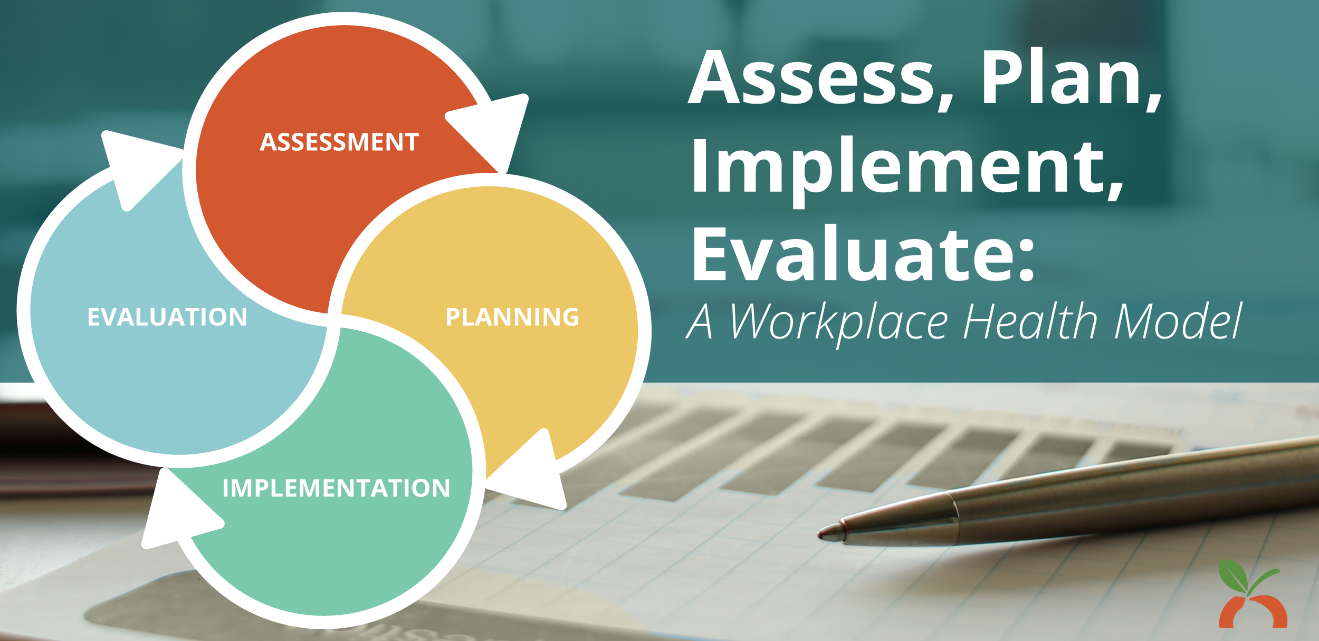 ASSESSMENT
EVALUATION
PLANNING
IMPLEMENTATION
Assess, Plan,
Implement,
Evaluate:
A Workplace Health Model